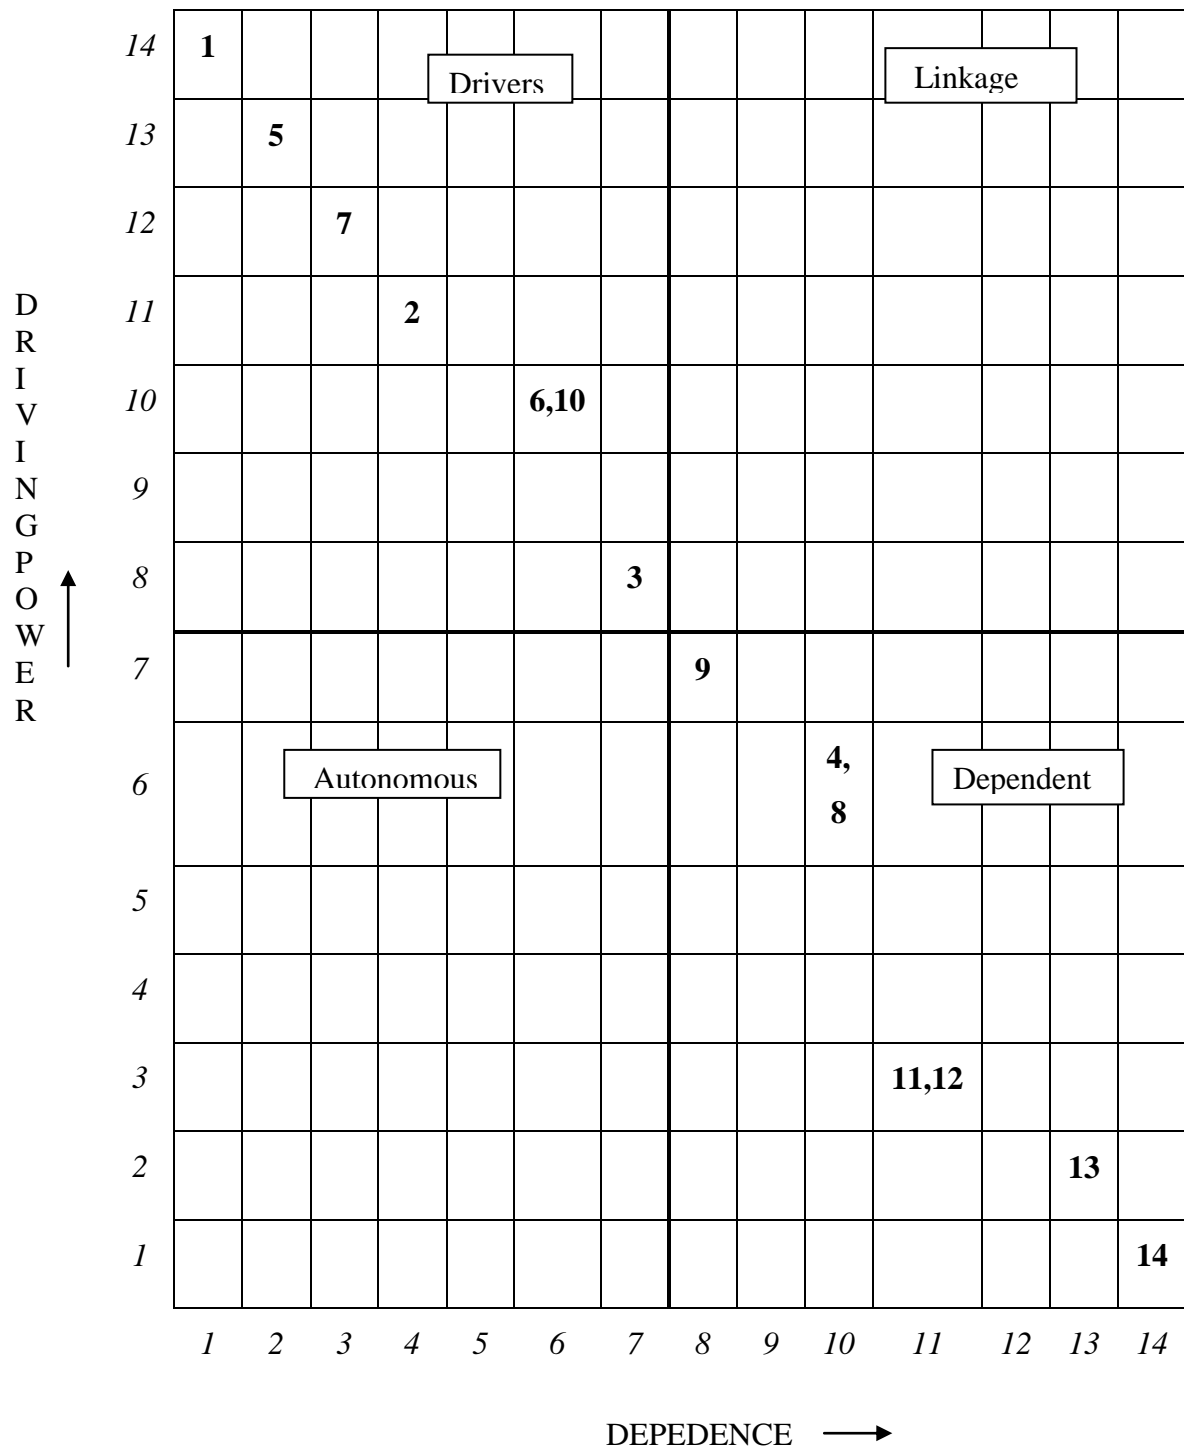 14 1
Drivers Linkage
13 5
12 7
D
R
I
V
I
N
G
P
O
W
E
R
11 2
10 6,10
9
8 3
7 9
6 4,
8
Autonomous Dependent
5
4
3 11,12
2 13
1 14
1 2 3 4 5 6 7 8 9 10 11 12 13 14
DEPEDENCE